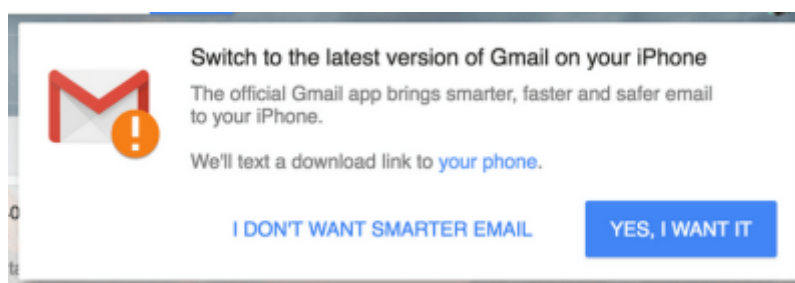 Switch to the latest version of Gmail on your iPhone
The official Gmail app brings smarter, faster and safer email
to your iPhone.
We'll text a download link to your phone.
I DON'T WANT SMARTER EMAIL
YES, I WANT IT